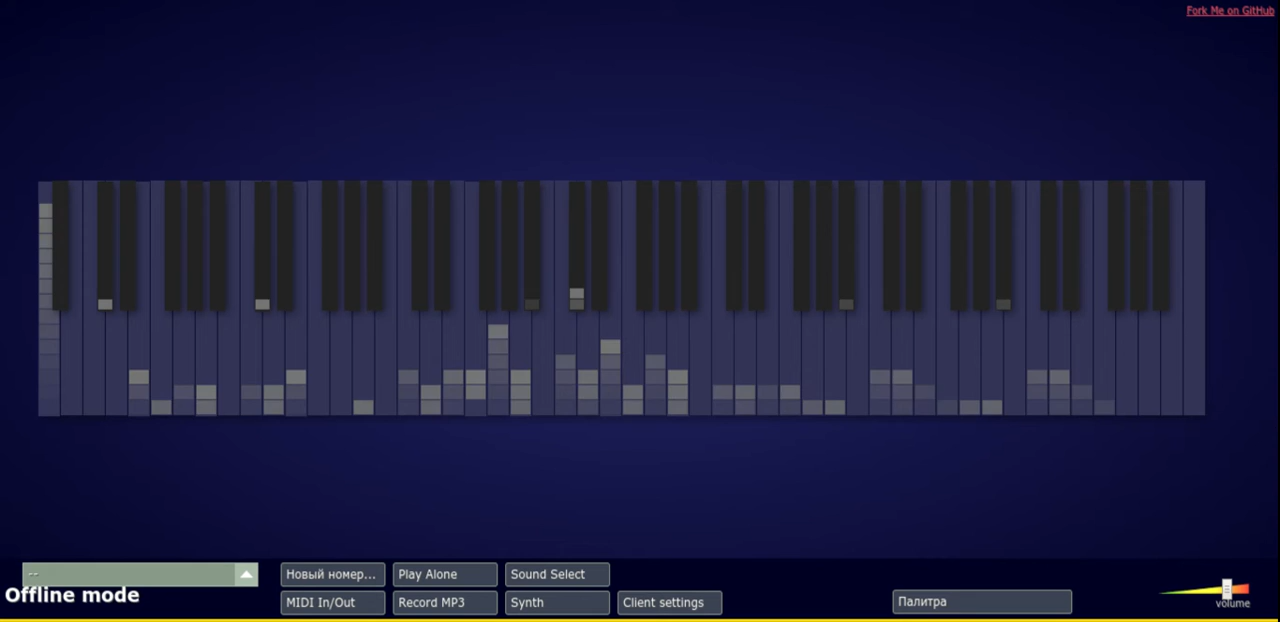 Fork Me on GitHub
--
Новый номер...
Play Alone
Sound Select
Offline mode
MIDI In/Out
Record MP3
Synth
Client settings
Палитра
volume